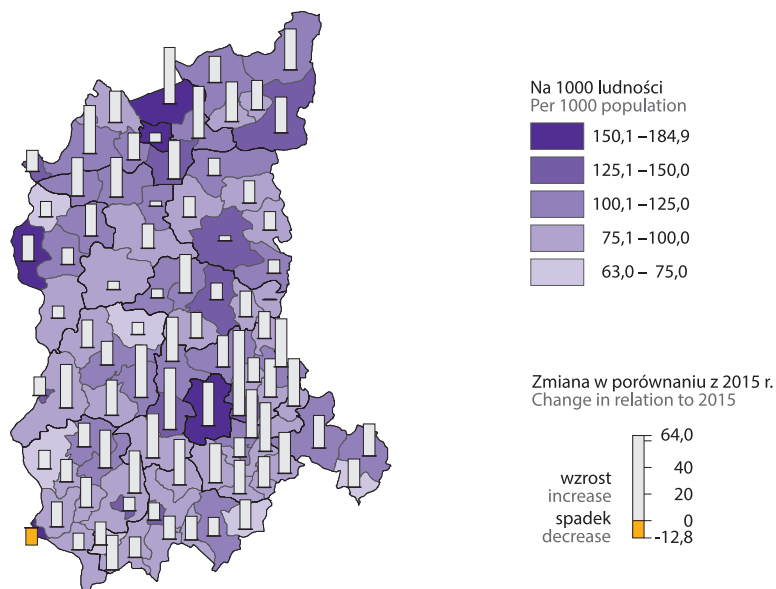 Na 1000 ludności
Per 1000 population
150,1 –184,9
125,1 –150,0
100,1 –125,0
75,1 –100,0
63,0 – 75,0
Zmiana w porównaniu z 2015 r.
Change in relation to 2015
64,0
40
wzrost
increase
20
spadek
decrease
0
-12,8